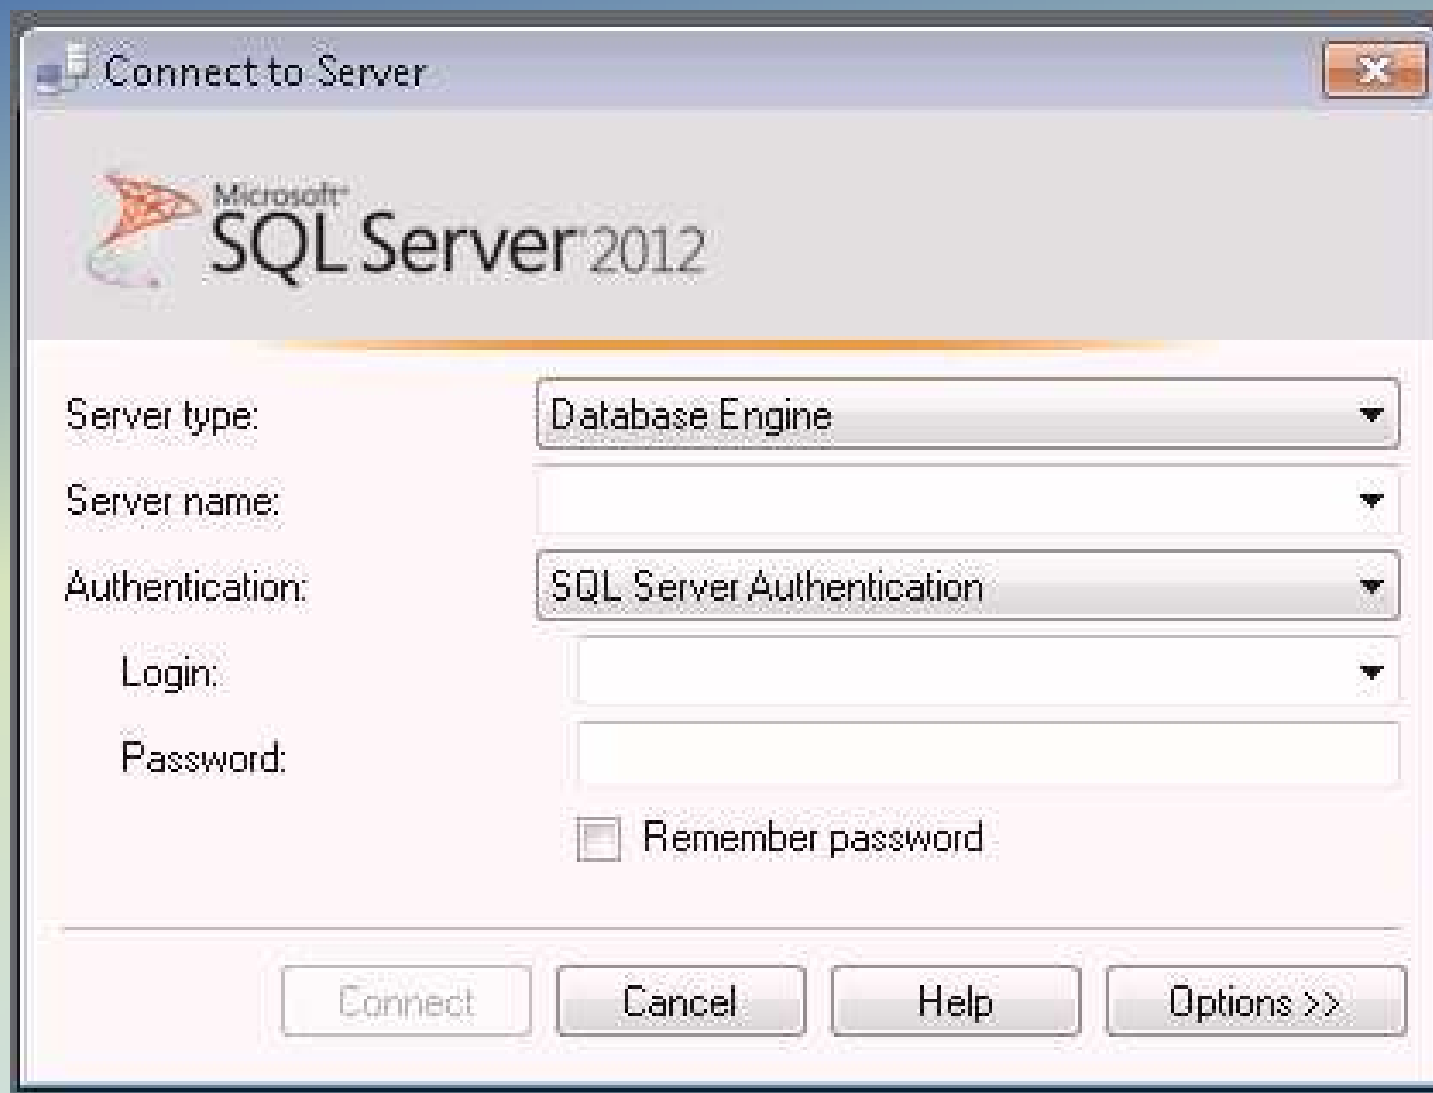 Connect to Server
Microsoft®
SQL Server 2012
Server type: Database Engine
Server name:
Authentication: SQL Server Authentication
Login:
Password:
Remember password
Connect Cancel Help Options >>